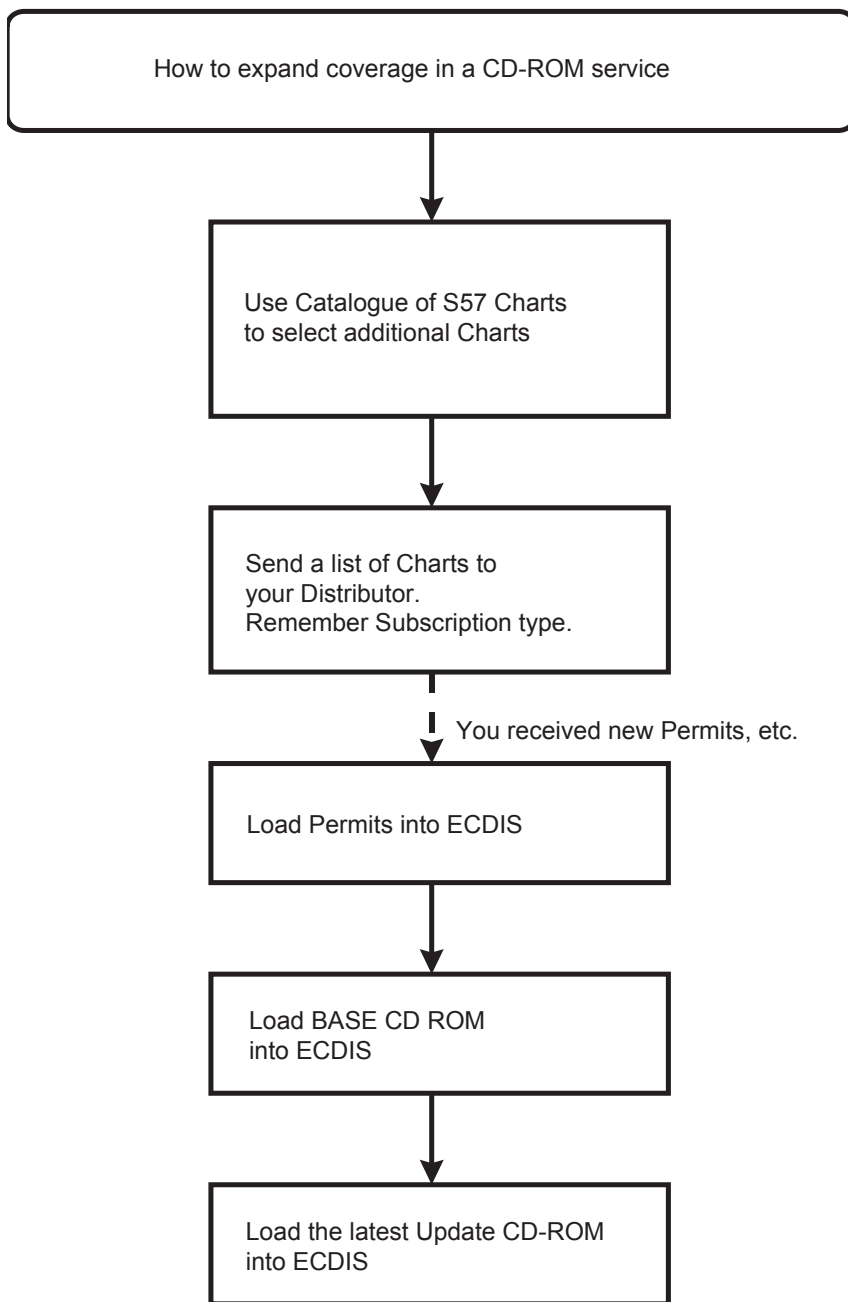 How to expand coverage in a CD-ROM service
Use Catalogue of S57 Charts
to select additional Charts
Send a list of Charts to
your Distributor.
Remember Subscription type.
You received new Permits, etc.
Load Permits into ECDIS
Load BASE CD ROM
into ECDIS
Load the latest Update CD-ROM
into ECDIS